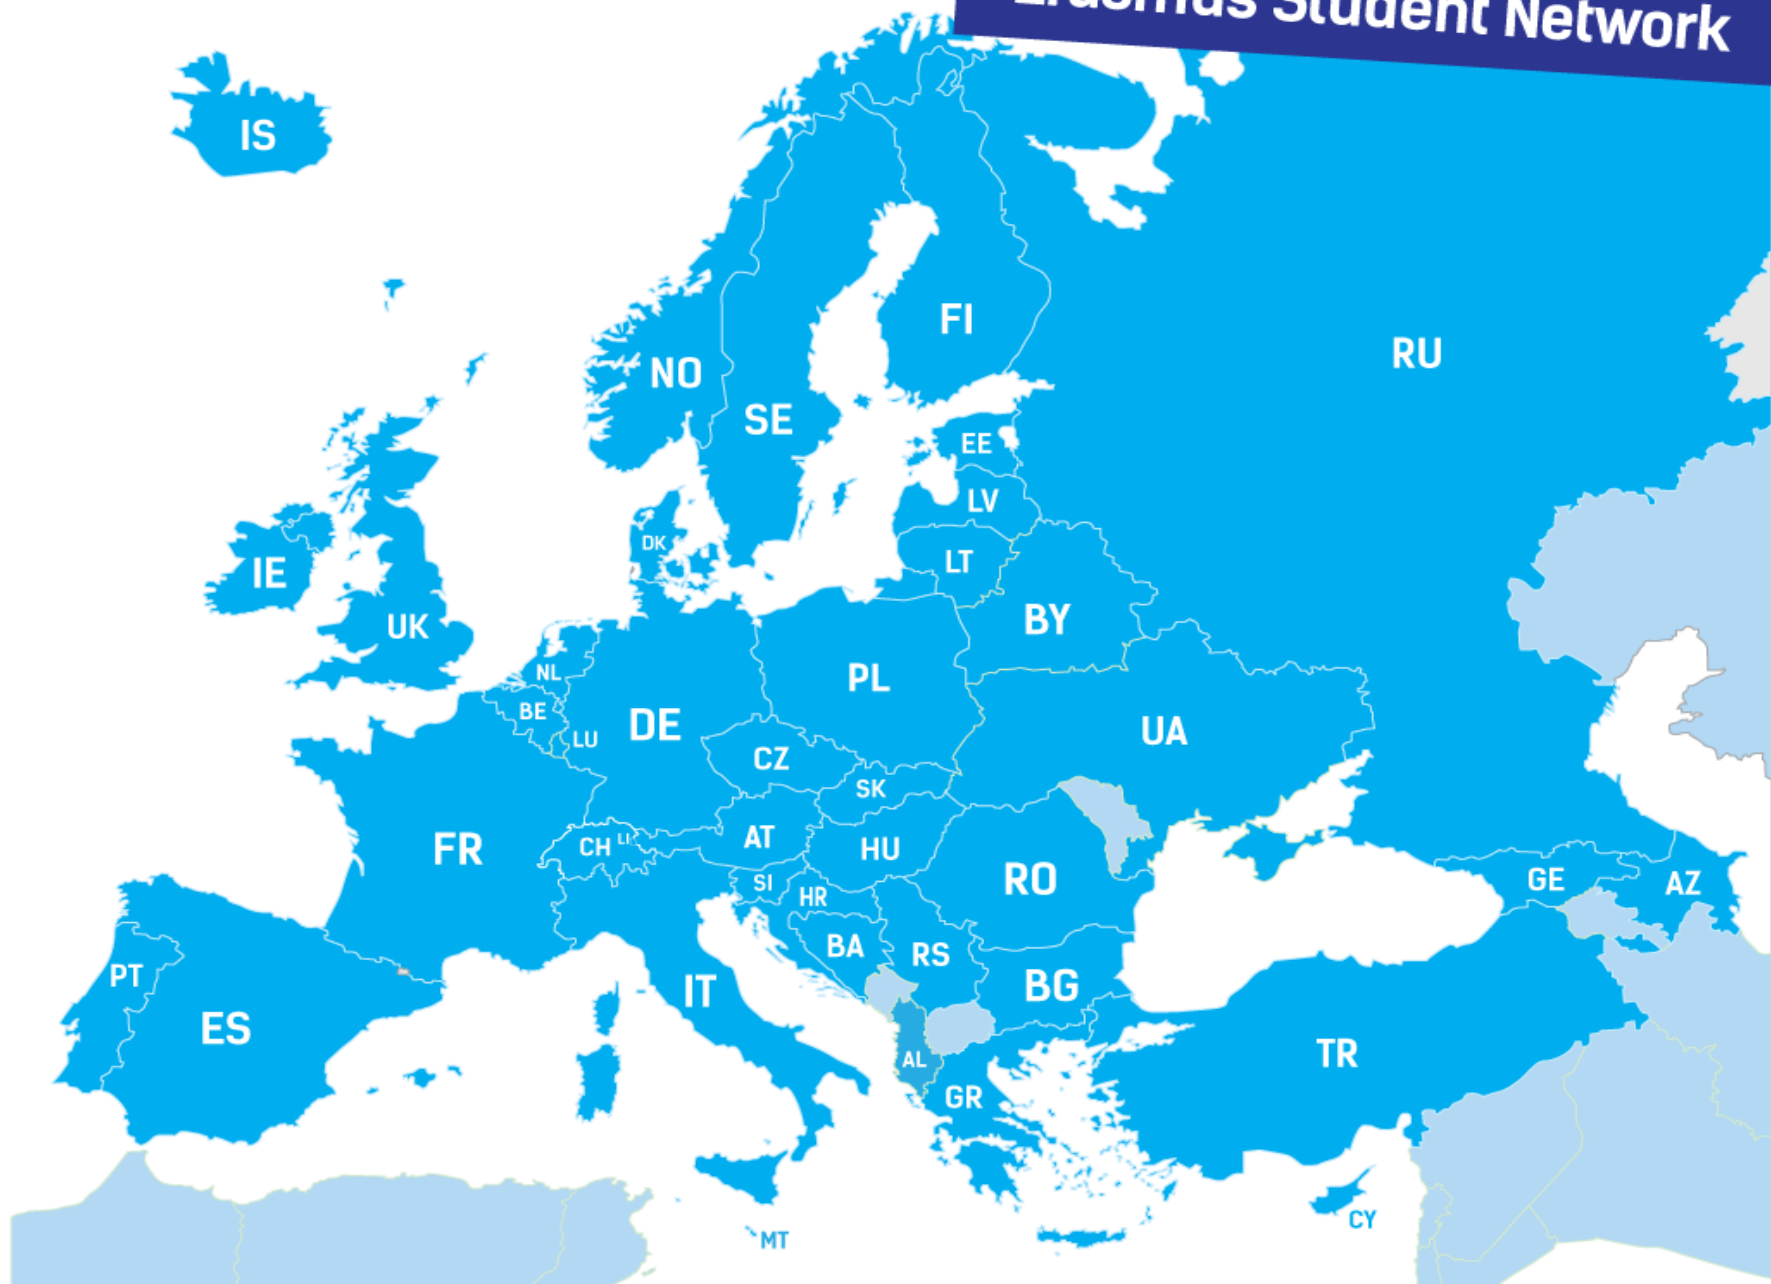 Erasmus Student Network
IS
FI
RU
NO
SE
EE
LV
DK
LT
IE
BY
UK
NL
PL
BE
DE
UA
LU
CZ
SK
AT
CH
LI
HU
FR
RO
SI
GE
AZ
HR
BA
RS
PT
IT
BG
ES
TR
AL
GR
CY
MT